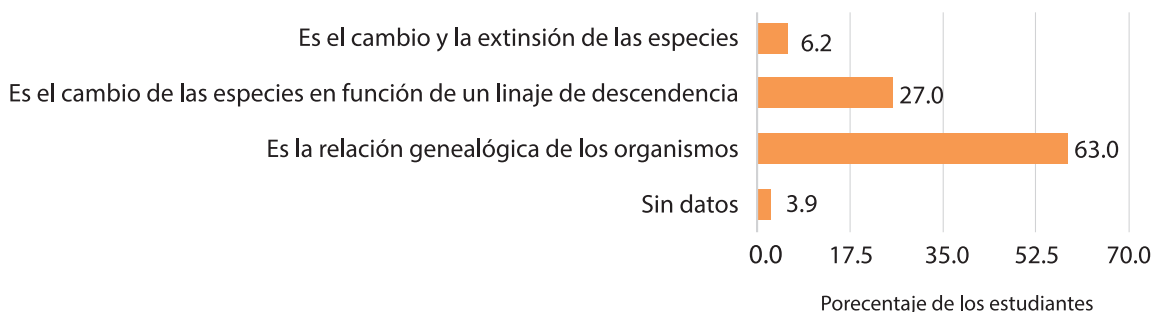 Es el cambio y la extinsión de las especies 6.2
Es el cambio de las especies en función de un linaje de descendencia 27.0
Es la relación genealógica de los organismos 63.0
Sin datos 3.9
0.0 17.5 35.0 52.5 70.0
Porecentaje de los estudiantes